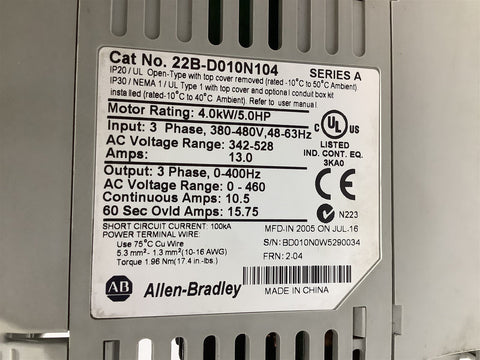 Cat No. 22B-D010N104 SERIES A
IP20 / UL Open-Type with top cover removed (rated -10°C to 50°C Ambient)
IP30 / NEMA 1 / UL Type 1 with top cover and optional conduit box kit
installed (rated-10°C to 40°C Ambient). Refer to user manual.
Motor Rating: 4.0kW/5.0HP
Input: 3 Phase, 380-480V,48-63Hz
AC Voltage Range: 342-528
Amps: 13.0
Output: 3 Phase, 0-400Hz
AC Voltage Range: 0 - 460
Continuous Amps: 10.5
60 Sec Ovld Amps: 15.75
C UL US
LISTED
IND. CONT. EQ.
3KA0
CE
N223
SHORT CIRCUIT CURRENT: 100kA
POWER TERMINAL WIRE
Use 75°C Cu Wire
5.3 mm² - 1.3 mm² (10-16 AWG)
Torque 1.96 Nm (17.4 in-lbs.)
MFD-IN 2005 ON JUL-16
S/N: BD010N0W5290034
FRN: 2.04
AB Allen-Bradley
MADE IN CHINA